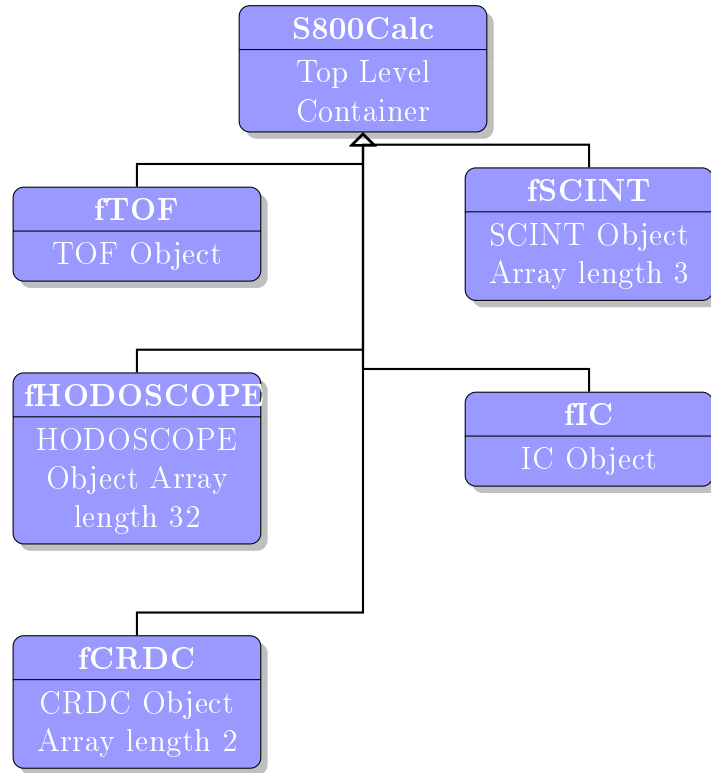 S800Calc
Top Level
Container
fTOF
TOF Object
fSCINT
SCINT Object
Array length 3
fHODOSCOPE
HODOSCOPE
Object Array
length 32
fIC
IC Object
fCRDC
CRDC Object
Array length 2